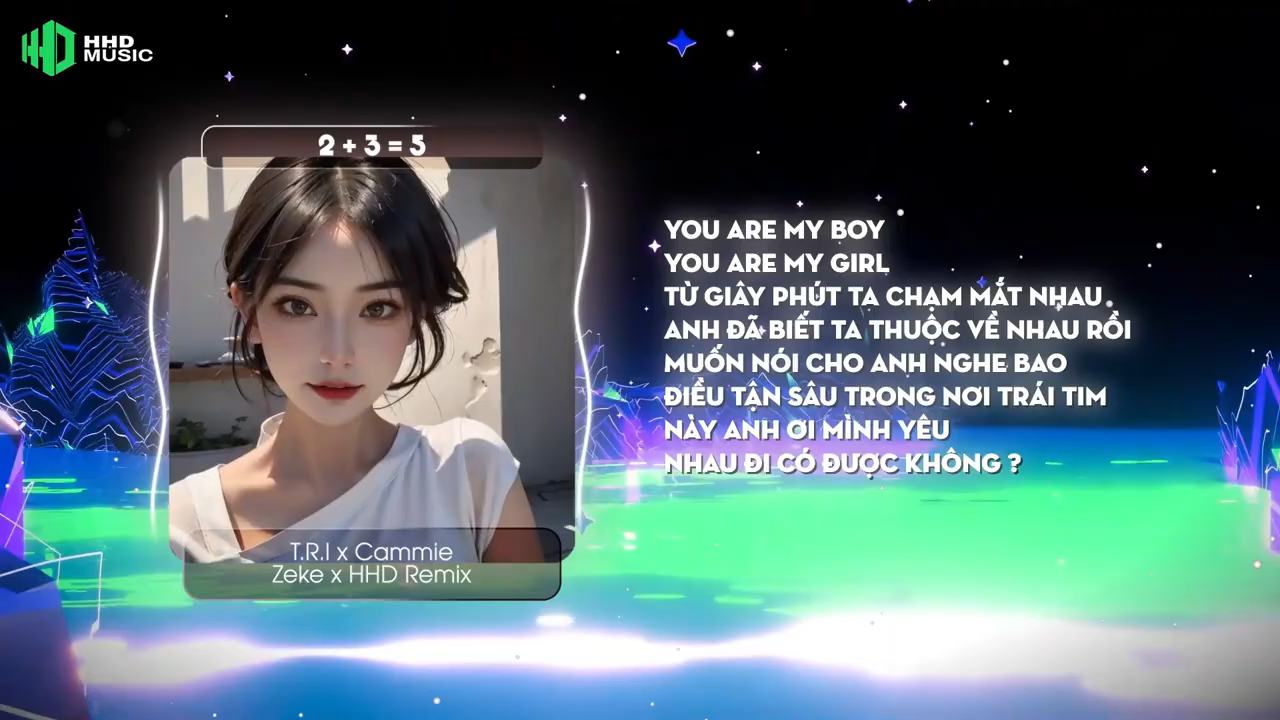 HHD
MUSIC
2 + 3 = 5
YOU ARE MY BOY
YOU ARE MY GIRL
TỪ GIÂY PHÚT TA CHẠM MẮT NHAU
ANH ĐÃ BIẾT TA THUỘC VỀ NHAU RỒI
MUỐN NÓI CHO ANH NGHE BAO
ĐIỀU TẬN SÂU TRONG NƠI TRÁI TIM
NÀY ANH ƠI MÌNH YÊU
NHAU ĐI CÓ ĐƯỢC KHÔNG ?
T.R.I x Cammie
Zeke x HHD Remix